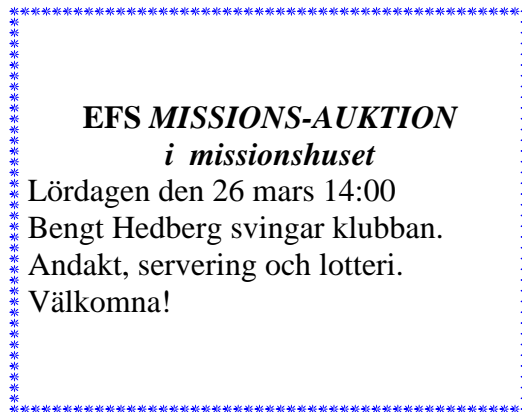 EFS MISSIONS-AUKTION
i missionshuset
Lördagen den 26 mars 14:00
Bengt Hedberg svingar klubban.
Andakt, servering och lotteri.
Välkomna!